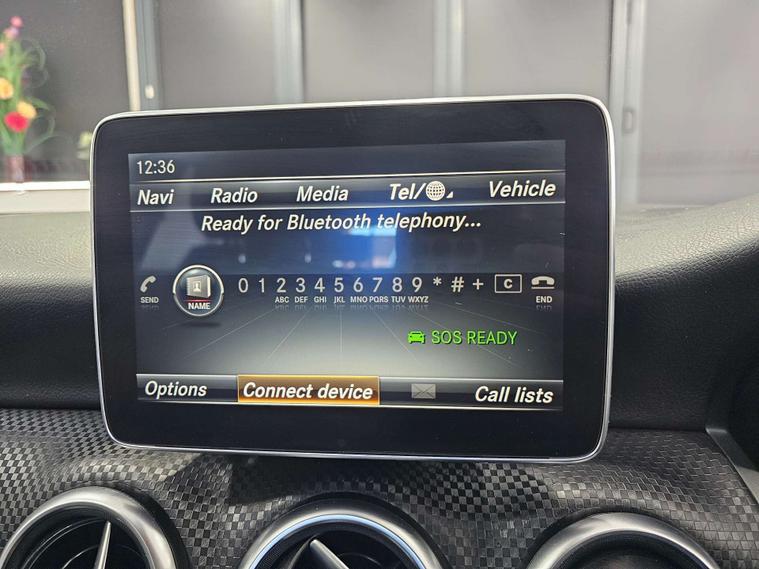 12:36
Navi Radio Media Tel/ Vehicle
Ready for Bluetooth telephony...
SEND NAME 0 1 2 3 4 5 6 7 8 9 * # + C END
ABC DEF GHI JKL MNO PQRS TUV WXYZ
SOS READY
Options Connect device Call lists